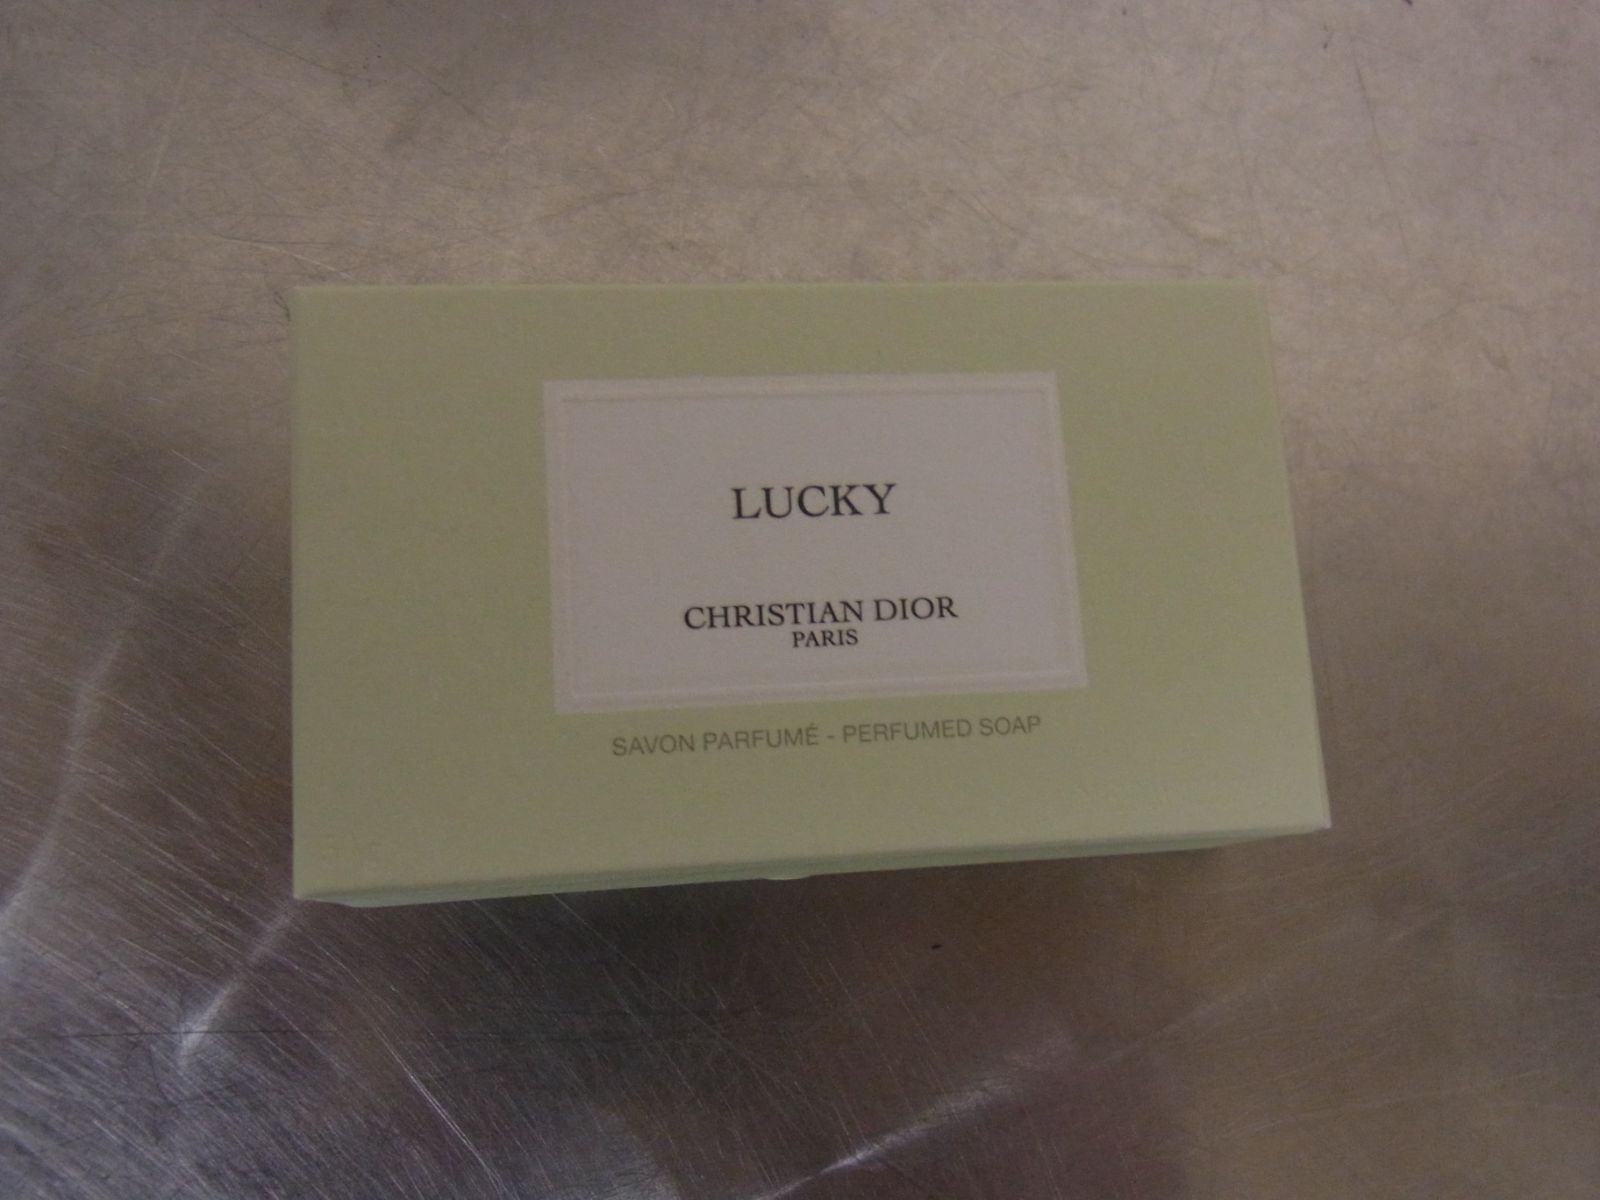 LUCKY
CHRISTIAN DIOR
PARIS
SAVON PARFUMÉ - PERFUMED SOAP